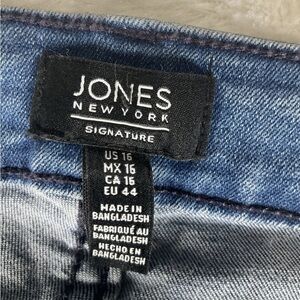 JONES
NEW YORK
SIGNATURE
US 16
MX 16
CA 16
EU 44
MADE IN
BANGLADESH
FABRIQUÉ AU
BANGLADESH
HECHO EN
BANGLADESH